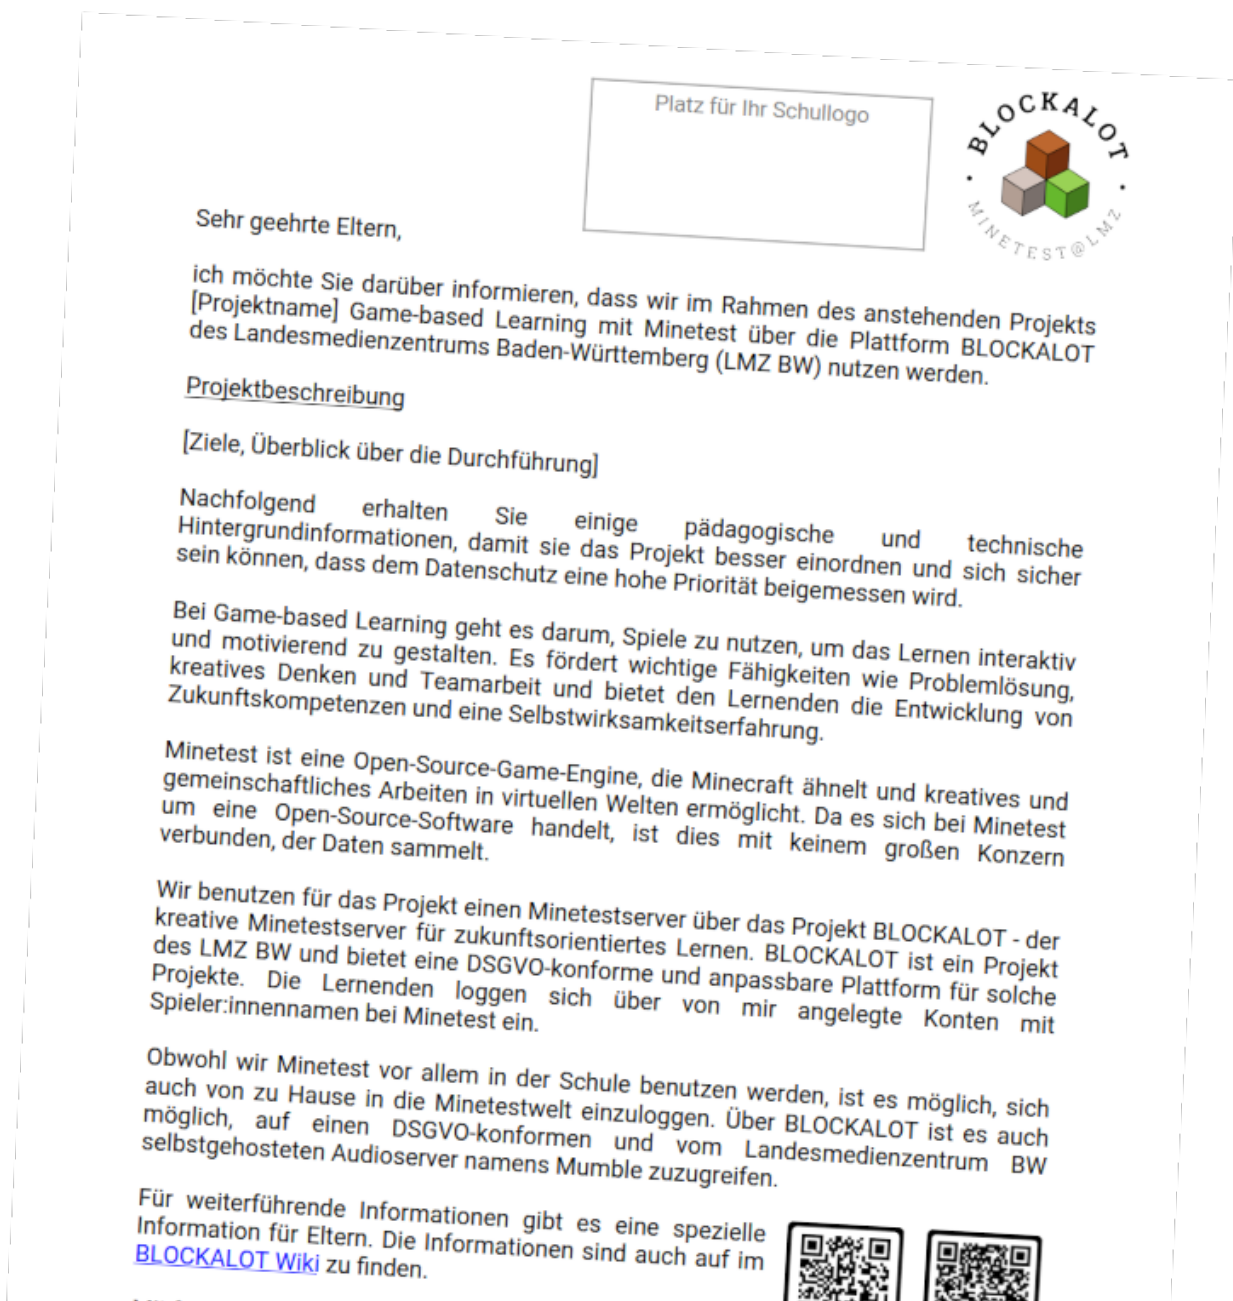 Platz für Ihr Schullogo
BLOCKALOT
MINETEST@LMZ
Sehr geehrte Eltern,
ich möchte Sie darüber informieren, dass wir im Rahmen des anstehenden Projekts
[Projektname] Game-based Learning mit Minetest über die Plattform BLOCKALOT
des Landesmedienzentrums Baden-Württemberg (LMZ BW) nutzen werden.
Projektbeschreibung
[Ziele, Überblick über die Durchführung]
Nachfolgend erhalten Sie einige pädagogische und technische
Hintergrundinformationen, damit sie das Projekt besser einordnen und sich sicher
sein können, dass dem Datenschutz eine hohe Priorität beigemessen wird.
Bei Game-based Learning geht es darum, Spiele zu nutzen, um das Lernen interaktiv
und motivierend zu gestalten. Es fördert wichtige Fähigkeiten wie Problemlösung,
kreatives Denken und Teamarbeit und bietet den Lernenden die Entwicklung von
Zukunftskompetenzen und eine Selbstwirksamkeitserfahrung.
Minetest ist eine Open-Source-Game-Engine, die Minecraft ähnelt und kreatives und
gemeinschaftliches Arbeiten in virtuellen Welten ermöglicht. Da es sich bei Minetest
um eine Open-Source-Software handelt, ist dies mit keinem großen Konzern
verbunden, der Daten sammelt.
Wir benutzen für das Projekt einen Minetestserver über das Projekt BLOCKALOT - der
kreative Minetestserver für zukunftsorientiertes Lernen. BLOCKALOT ist ein Projekt
des LMZ BW und bietet eine DSGVO-konforme und anpassbare Plattform für solche
Projekte. Die Lernenden loggen sich über von mir angelegte Konten mit
Spieler:innennamen bei Minetest ein.
Obwohl wir Minetest vor allem in der Schule benutzen werden, ist es möglich, sich
auch von zu Hause in die Minetestwelt einzuloggen. Über BLOCKALOT ist es auch
möglich, auf einen DSGVO-konformen und vom Landesmedienzentrum BW
selbstgehosteten Audioserver namens Mumble zuzugreifen.
Für weiterführende Informationen gibt es eine spezielle
Information für Eltern. Die Informationen sind auch auf im
BLOCKALOT Wiki zu finden.